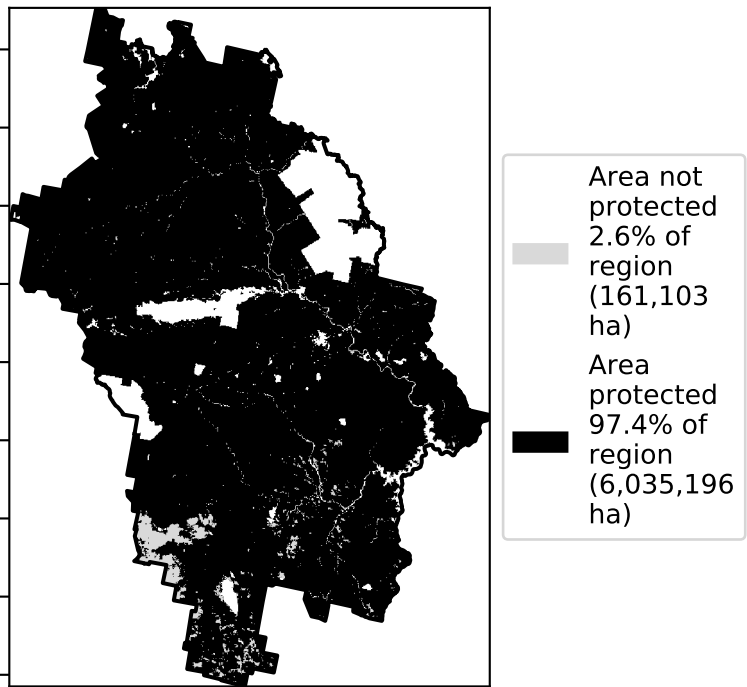 Area not
protected
2.6% of
region
(161,103
ha)
Area
protected
97.4% of
region
(6,035,196
ha)